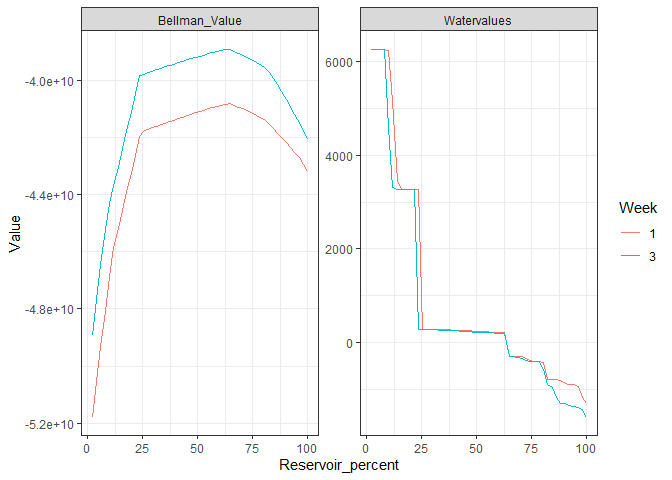 Bellman_Value
Watervalues
Value
-4.0e+10
-4.4e+10
-4.8e+10
-5.2e+10
6000
4000
2000
0
0 25 50 75 100
0 25 50 75 100
Reservoir_percent
Week
1
3